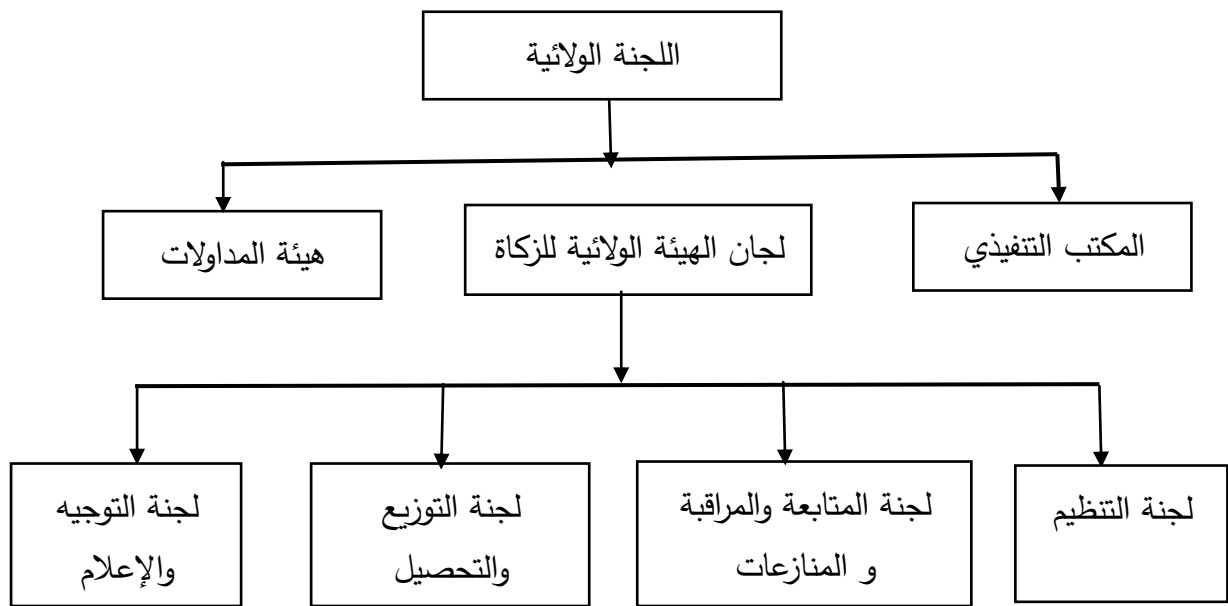 اللجنة الولائية
المكتب التنفيذي
لجان الهيئة الولائية للزكاة
هيئة المداولات
لجنة التنظيم
لجنة المتابعة والمراقبة
و المنازعات
لجنة التوزيع
والتحصيل
لجنة التوجيه
والإعلام